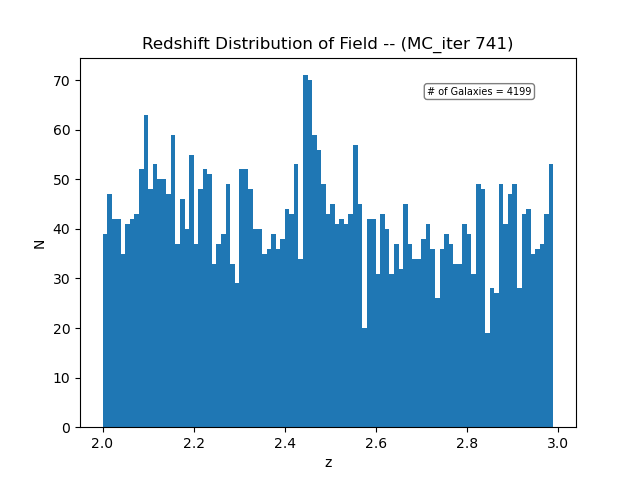 Redshift Distribution of Field -- (MC_iter 741)
# of Galaxies = 4199
70
60
50
40
30
20
10
0
N
2.0 2.2 2.4 2.6 2.8 3.0
z